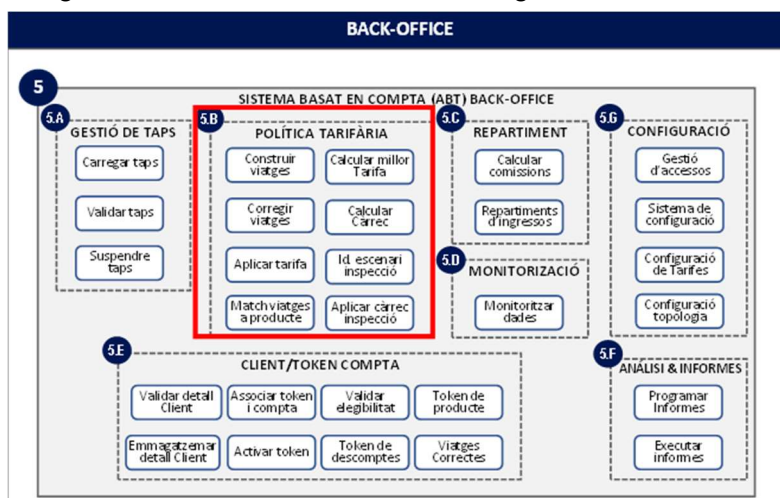 BACK-OFFICE
5
SISTEMA BASAT EN COMPTA (ABT) BACK-OFFICE
5.A
GESTIÓ DE TAPS
Carregar taps
Validar taps
Suspendre
taps
5.B
POLÍTICA TARIFÀRIA
Construir
viatges
Calcular millor
Tarifa
Corregir
viatges
Calcular
Càrrec
Aplicar tarifa
Id. escenari
inspecció
Match viatges
a producte
Aplicar càrrec
inspecció
5.C
REPARTIMENT
Calcular
comissions
Repartiments
d'ingressos
5.D
MONITORIZACIÓ
Monitoritzar
dades
5.G
CONFIGURACIÓ
Gestió
d'accessos
Sistema de
configuració
Configuració
de Tarifes
Configuració
topologia
5.E
CLIENT/TOKEN COMPTA
Validar detall
Client
Associar token
i compta
Validar
elegibilitat
Token de
producte
Emmagatzemar
detall Client
Activar token
Token de
descomptes
Viatges
Correctes
5.F
ANÀLISI & INFORMES
Programar
Informes
Executar
informes